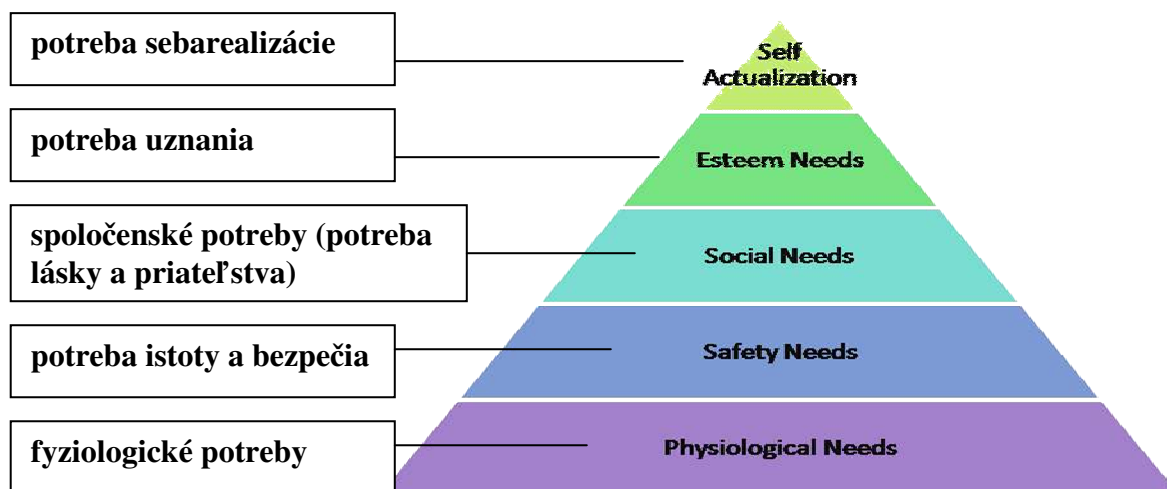 potreba sebarealizácie
Self
Actualization
potreba uznania
Esteem Needs
spoločenské potreby (potreba
lásky a priateľstva)
Social Needs
potreba istoty a bezpečia
Safety Needs
fyziologické potreby
Physiological Needs